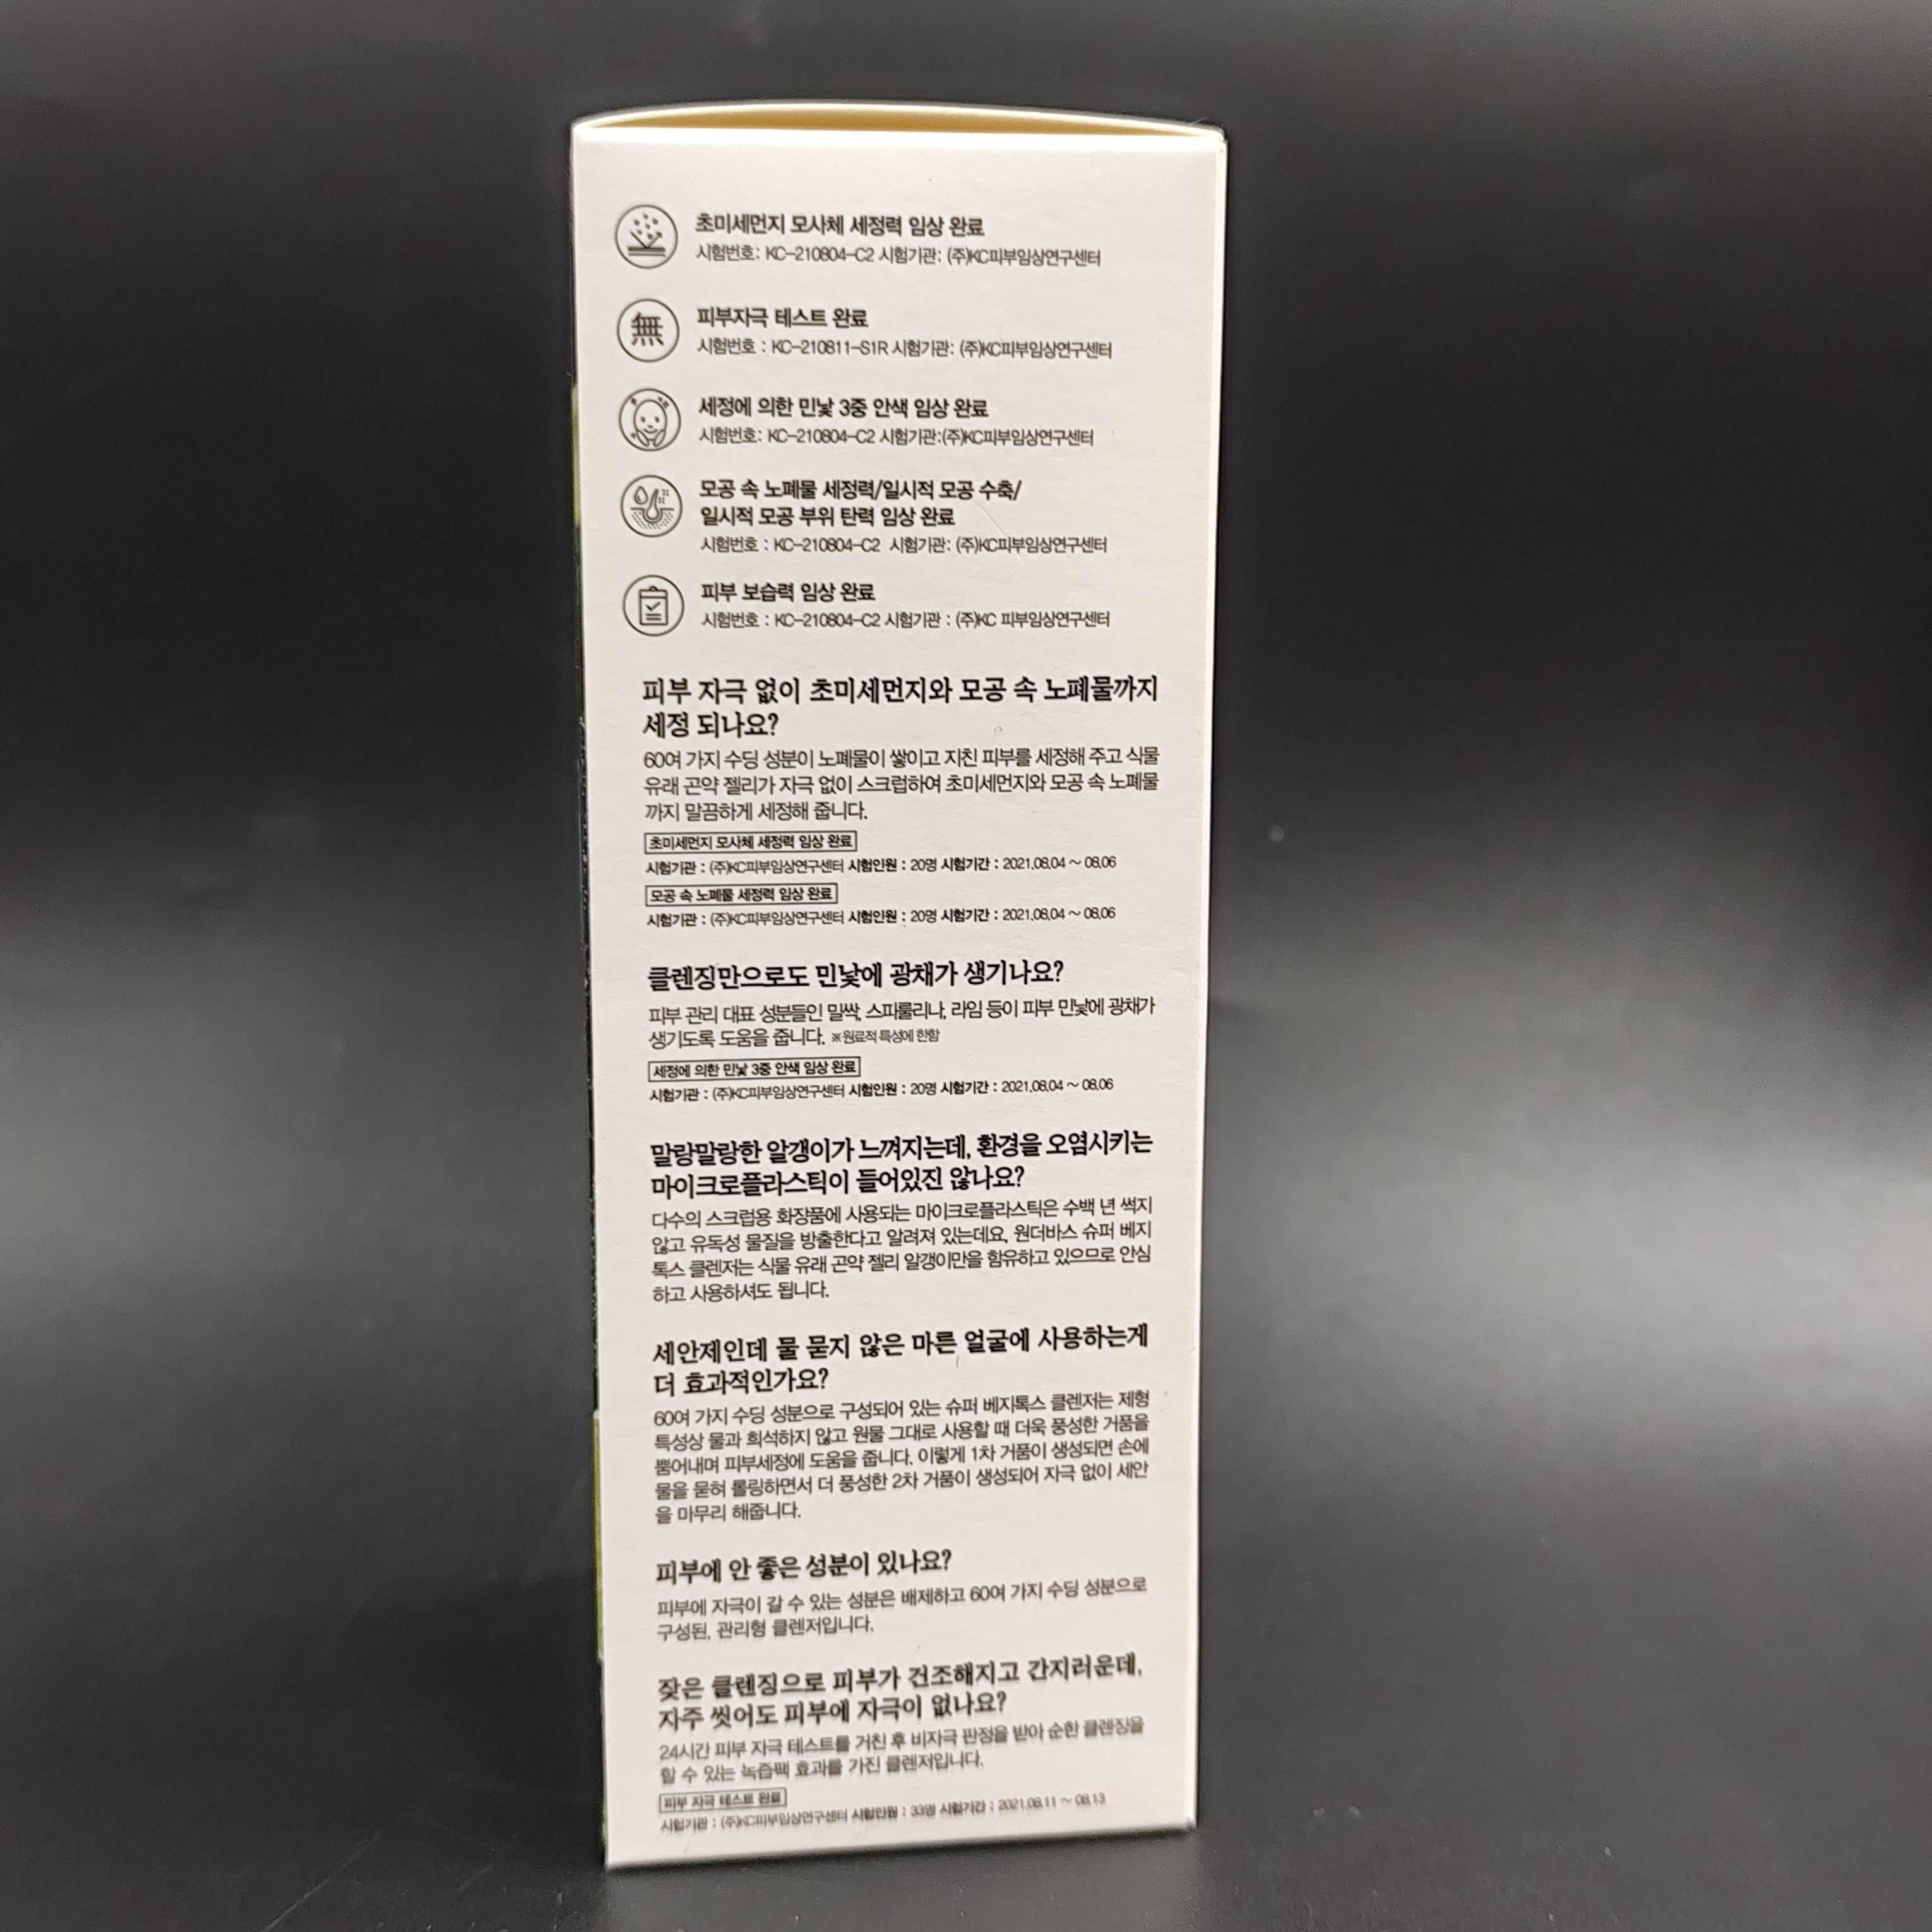 초미세먼지 모사체 세정력 임상 완료
시험번호: KC-210804-C2 시험기관: (주)KC피부임상연구센터
無
피부자극 테스트 완료
시험번호 : KC-210811-S1R 시험기관: (주)KC피부임상연구센터
세정에 의한 민낯 3중 안색 임상 완료
시험번호: KC-210804-C2 시험기관:(주)KC피부임상연구센터
모공 속 노폐물 세정력/일시적 모공 수축/
일시적 모공 부위 탄력 임상 완료
시험번호 : KC-210804-C2 시험기관: (주)KC피부임상연구센터
피부 보습력 임상 완료
시험번호 : KC-210804-C2 시험기관 : (주)KC 피부임상연구센터
피부 자극 없이 초미세먼지와 모공 속 노폐물까지
세정 되나요?
60여 가지 수딩 성분이 노폐물이 쌓이고 지친 피부를 세정해 주고 식물
유래 곤약 젤리가 자극 없이 스크럽하여 초미세먼지와 모공 속 노폐물
까지 말끔하게 세정해 줍니다.
초미세먼지 모사체 세정력 임상 완료
시험기관 : (주)KC피부임상연구센터 시험인원 : 20명 시험기간 : 2021.08.04 ~ 08.06
모공 속 노폐물 세정력 임상 완료
시험기관 : (주)KC피부임상연구센터 시험인원 : 20명 시험기간 : 2021.08.04 ~ 08.06
클렌징만으로도 민낯에 광채가 생기나요?
피부 관리 대표 성분들인 밀싹, 스피룰리나, 라임 등이 피부 민낯에 광채가
생기도록 도움을 줍니다. ※원료적 특성에 한함
세정에 의한 민낯 3중 안색 임상 완료
시험기관 : (주)KC피부임상연구센터 시험인원 : 20명 시험기간 : 2021.08.04 ~ 08.06
말랑말랑한 알갱이가 느껴지는데, 환경을 오염시키는
마이크로플라스틱이 들어있진 않나요?
다수의 스크럽용 화장품에 사용되는 마이크로플라스틱은 수백 년 썩지
않고 유독성 물질을 방출한다고 알려져 있는데요, 원더바스 슈퍼 베지
톡스 클렌저는 식물 유래 곤약 젤리 알갱이만을 함유하고 있으므로 안심
하고 사용하셔도 됩니다.
세안제인데 물 묻지 않은 마른 얼굴에 사용하는게
더 효과적인가요?
60여 가지 수딩 성분으로 구성되어 있는 슈퍼 베지톡스 클렌저는 제형
특성상 물과 희석하지 않고 원물 그대로 사용할 때 더욱 풍성한 거품을
뿜어내며 피부세정에 도움을 줍니다. 이렇게 1차 거품이 생성되면 손에
물을 묻혀 롤링하면서 더 풍성한 2차 거품이 생성되어 자극 없이 세안
을 마무리 해줍니다.
피부에 안 좋은 성분이 있나요?
피부에 자극이 갈 수 있는 성분은 배제하고 60여 가지 수딩 성분으로
구성된, 관리형 클렌저입니다.
잦은 클렌징으로 피부가 건조해지고 간지러운데,
자주 씻어도 피부에 자극이 없나요?
24시간 피부 자극 테스트를 거친 후 비자극 판정을 받아 순한 클렌징을
할 수 있는 녹즙팩 효과를 가진 클렌저입니다.
피부 자극 테스트 완료
시험기관 : (주)KC피부임상연구센터 시험인원 : 33명 시험기간 : 2021.08.11 ~ 08.13